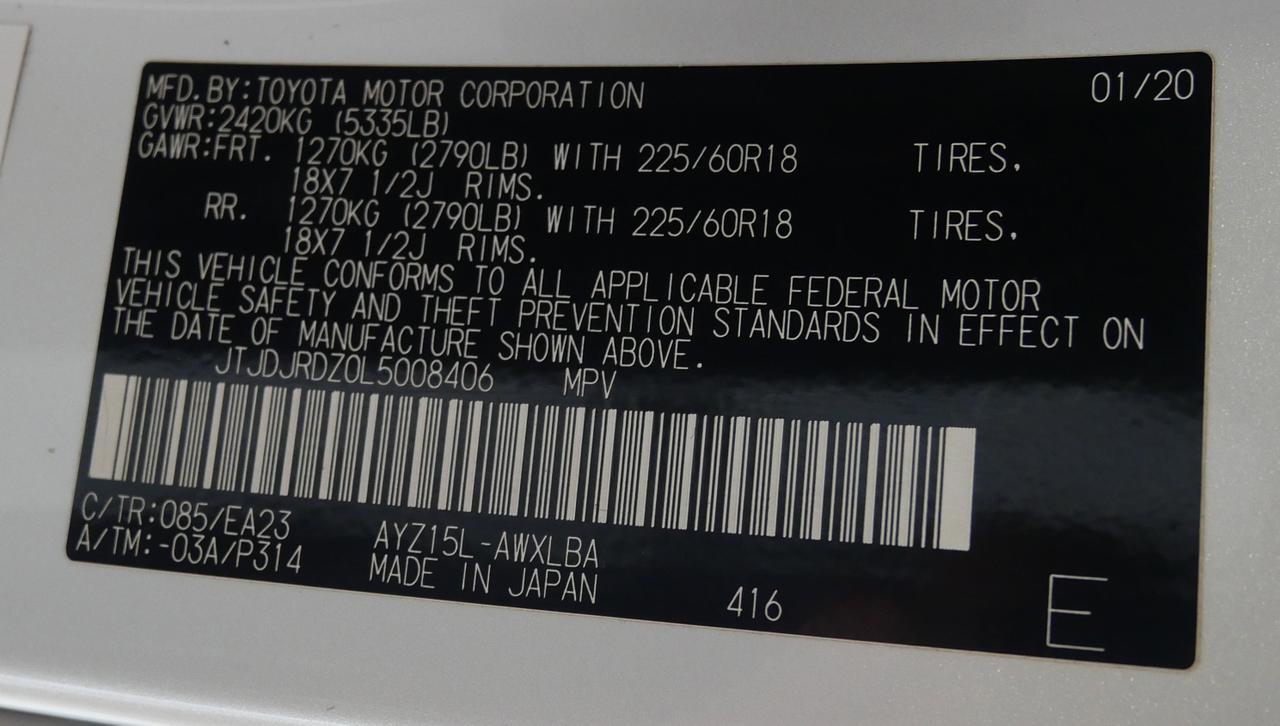 MFD. BY:TOYOTA MOTOR CORPORATION 01/20
GVWR:2420KG (5335LB)
GAWR:FRT. 1270KG (2790LB) WITH 225/60R18 TIRES,
18X7 1/2J RIMS.
RR. 1270KG (2790LB) WITH 225/60R18 TIRES,
18X7 1/2J RIMS.
THIS VEHICLE CONFORMS TO ALL APPLICABLE FEDERAL MOTOR
VEHICLE SAFETY AND THEFT PREVENTION STANDARDS IN EFFECT ON
THE DATE OF MANUFACTURE SHOWN ABOVE.
JTJDJRDZ0L5008406 MPV
C/TR:085/EA23 AYZ15L-AWXLBA
A/TM:-03A/P314 MADE IN JAPAN
416 E